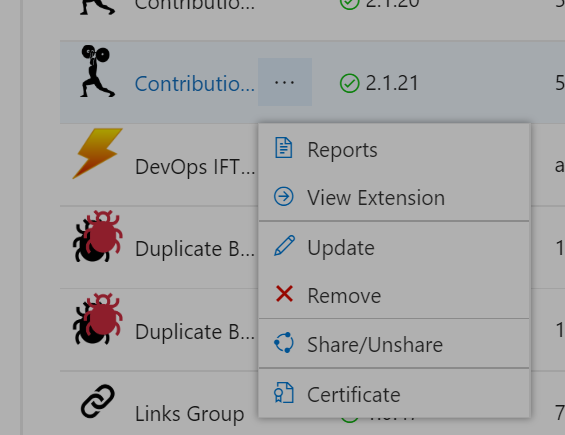 Contributio... 2.1.20 5
Contributio... ... 2.1.21 5
Reports
DevOps IFT... a
View Extension
Update
Duplicate B... 1
Remove
Duplicate B... 1
Share/Unshare
Certificate
Links Group 7